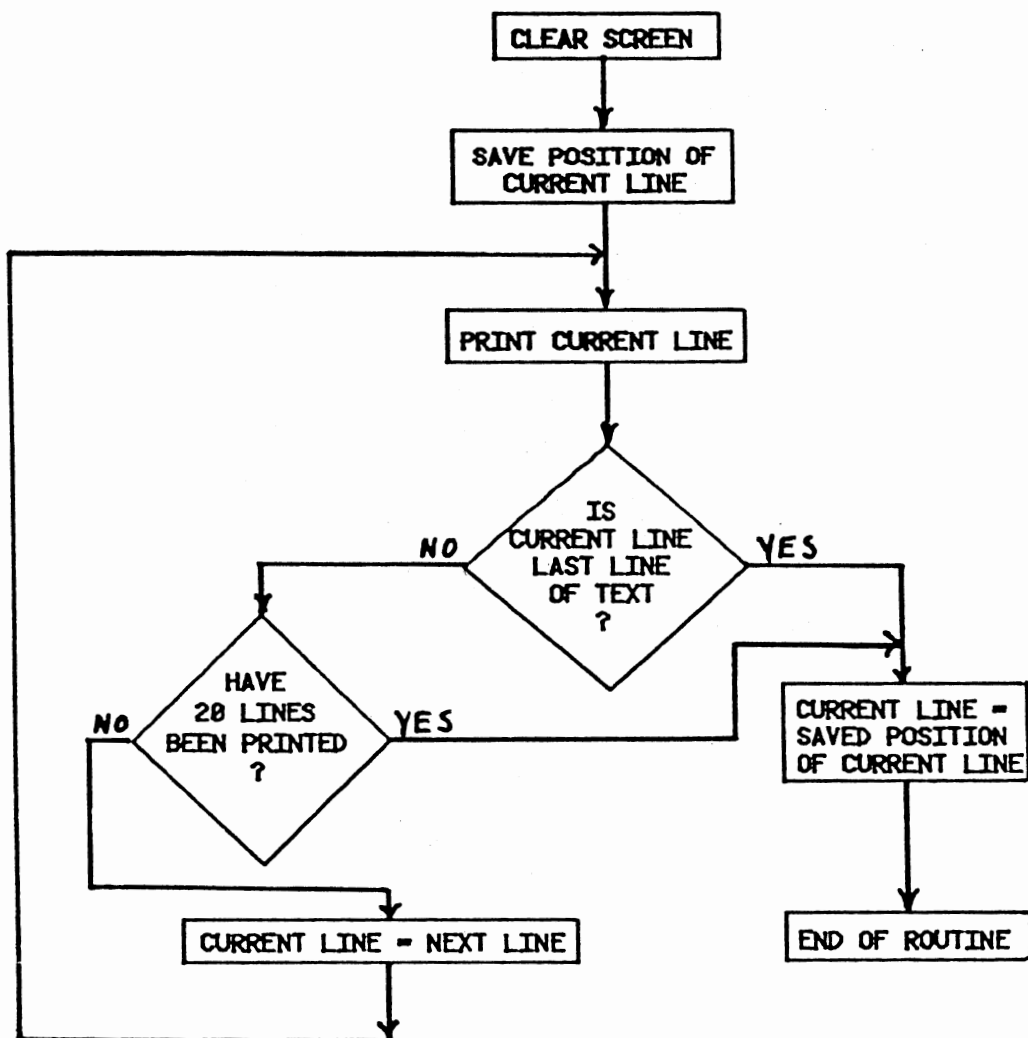 CLEAR SCREEN
SAVE POSITION OF
CURRENT LINE
PRINT CURRENT LINE
IS
CURRENT LINE
LAST LINE
OF TEXT
?
NO
YES
HAVE
20 LINES
BEEN PRINTED
?
NO
YES
CURRENT LINE =
SAVED POSITION
OF CURRENT LINE
CURRENT LINE = NEXT LINE
END OF ROUTINE